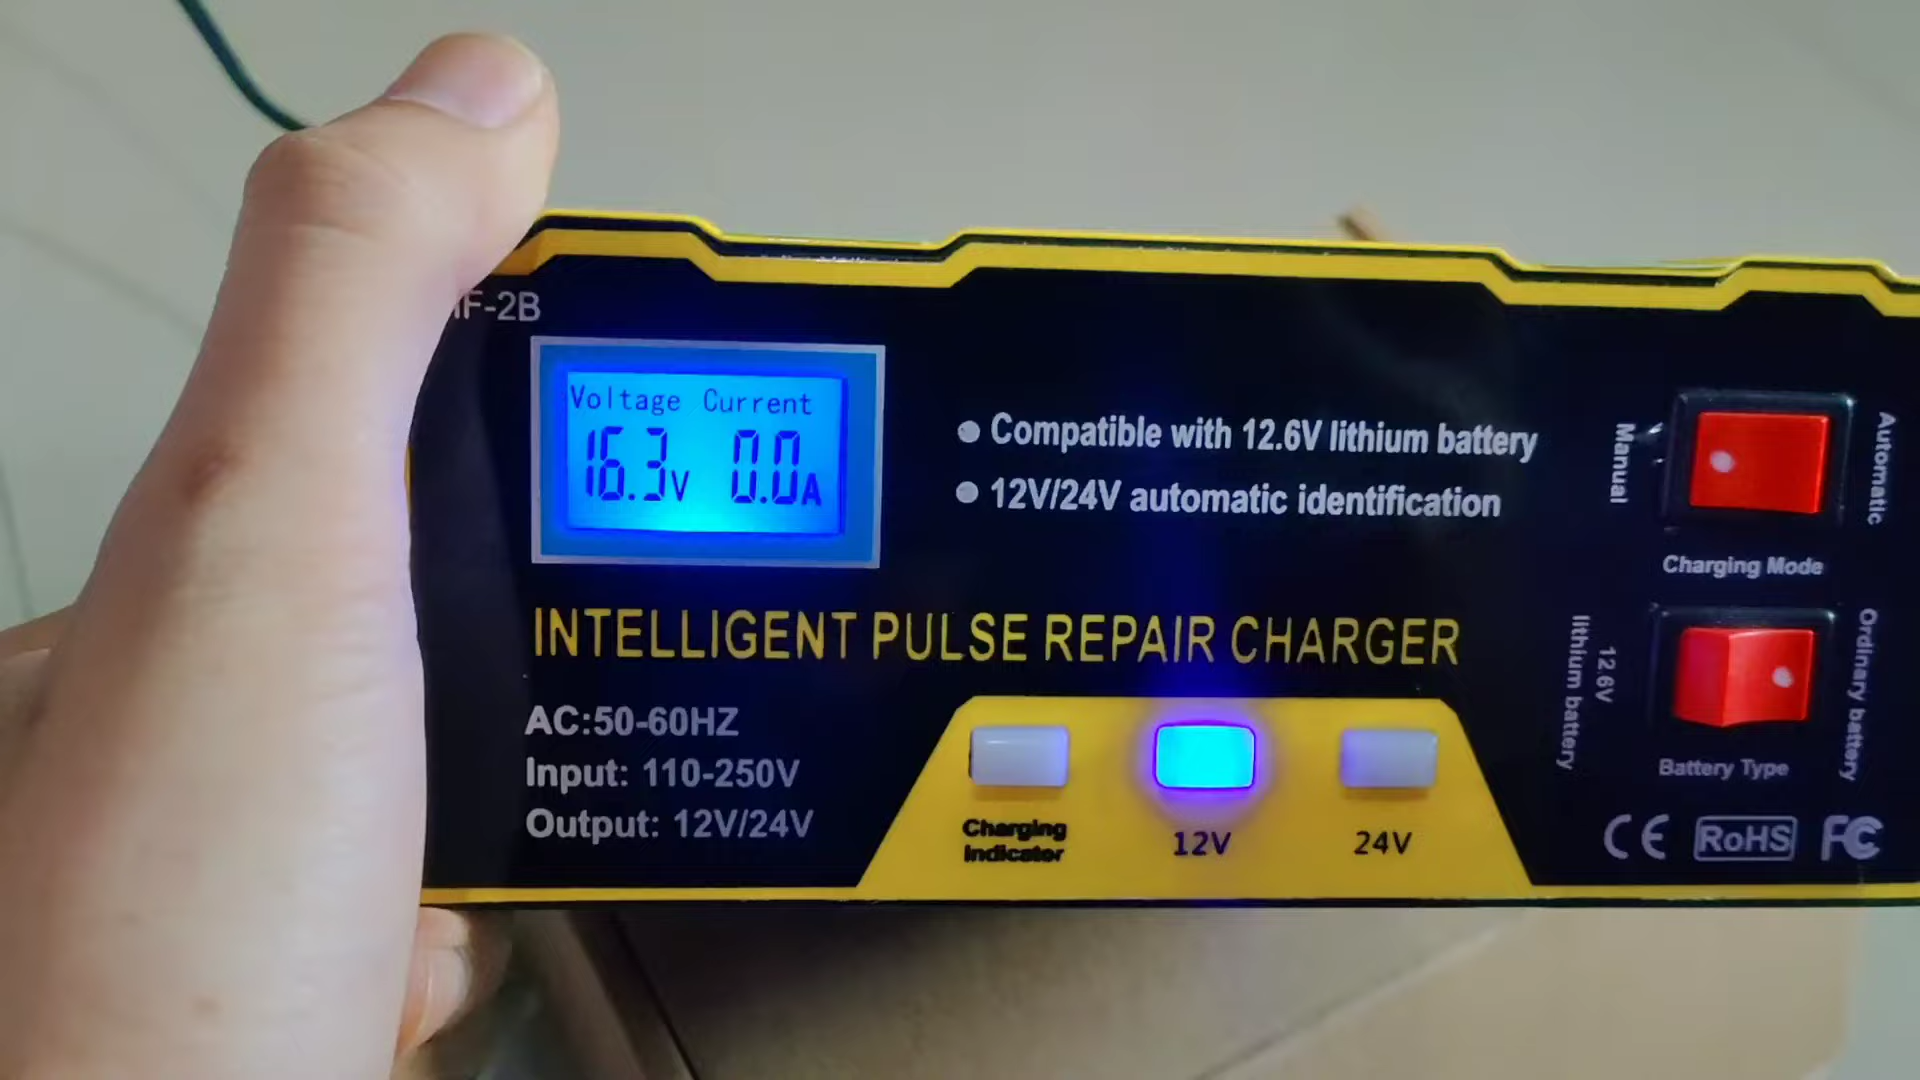 F-2B
Voltage Current
16.3V 0.0A
Compatible with 12.6V lithium battery
12V/24V automatic identification
INTELLIGENT PULSE REPAIR CHARGER
AC:50-60HZ
Input: 110-250V
Output: 12V/24V
Charging
Indicator
12V
24V
Manual
Automatic
Charging Mode
12.6V
lithium battery
Ordinary battery
Battery Type
CE RoHS FC